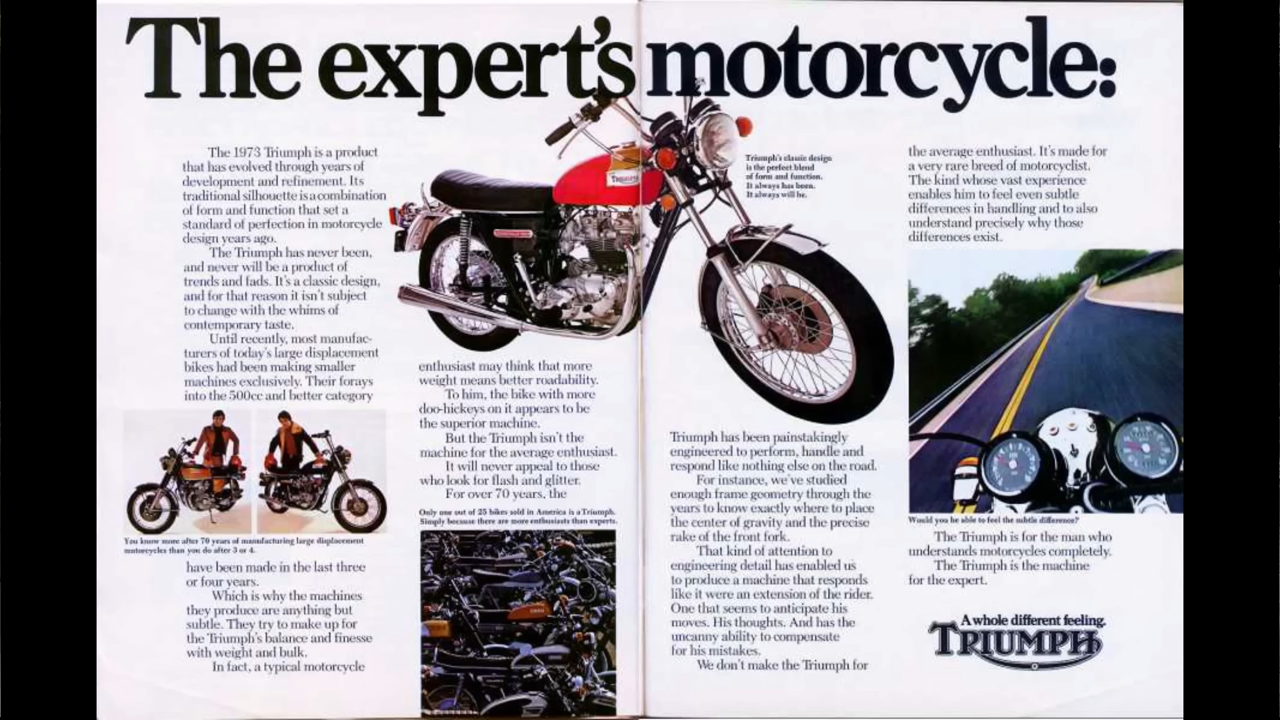 The expert's motorcycle:
The 1973 Triumph is a product
that has evolved through years of
development and refinement. Its
traditional silhouette is a combination
of form and function that set a
standard of perfection in motorcycle
design years ago.
The Triumph has never been,
and never will be a product of
trends and fads. It's a classic design,
and for that reason it isn't subject
to change with the whims of
contemporary taste.
Until recently, most manufac-
turers of today's large displacement
bikes had been making smaller
machines exclusively. Their forays
into the 500cc and better category
You know more after 70 years of manufacturing large displacement
motorcycles than you do after 3 or 4.
have been made in the last three
or four years.
Which is why the machines
they produce are anything but
subtle. They try to make up for
the Triumph's balance and finesse
with weight and bulk.
In fact, a typical motorcycle
enthusiast may think that more
weight means better roadability.
To him, the bike with more
doo-hickeys on it appears to be
the superior machine.
But the Triumph isn't the
machine for the average enthusiast.
It will never appeal to those
who look for flash and glitter.
For over 70 years, the
Only one out of 25 bikes sold in America is a Triumph.
Simply because there are more enthusiasts than experts.
Triumph's classic design
is the perfect blend
of form and function.
It always has been.
It always will be.
TRIUMPH
Triumph has been painstakingly
engineered to perform, handle and
respond like nothing else on the road.
For instance, we've studied
enough frame geometry through the
years to know exactly where to place
the center of gravity and the precise
rake of the front fork.
That kind of attention to
engineering detail has enabled us
to produce a machine that responds
like it were an extension of the rider.
One that seems to anticipate his
moves. His thoughts. And has the
uncanny ability to compensate
for his mistakes.
We don't make the Triumph for
the average enthusiast. It's made for
a very rare breed of motorcyclist.
The kind whose vast experience
enables him to feel even subtle
differences in handling and to also
understand precisely why those
differences exist.
Would you be able to feel the subtle difference?
The Triumph is for the man who
understands motorcycles completely.
The Triumph is the machine
for the expert.
A whole different feeling.
TRIUMPH